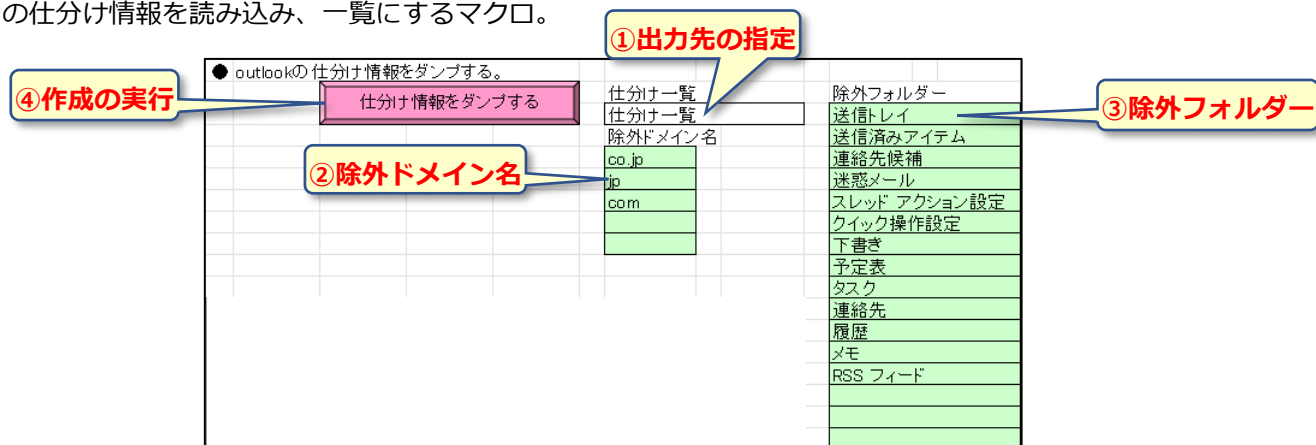 の仕分け情報を読み込み、一覧にするマクロ。
①出力先の指定
● outlookの仕分け情報をダンプする。
④作成の実行
仕分け情報をダンプする
仕分け一覧
仕分け一覧
除外ドメイン名
②除外ドメイン名
co.jp
jp
com
除外フォルダー
③除外フォルダー
送信トレイ
送信済みアイテム
連絡先候補
迷惑メール
スレッド アクション設定
クイック操作設定
下書き
予定表
タスク
連絡先
履歴
メモ
RSS フィード